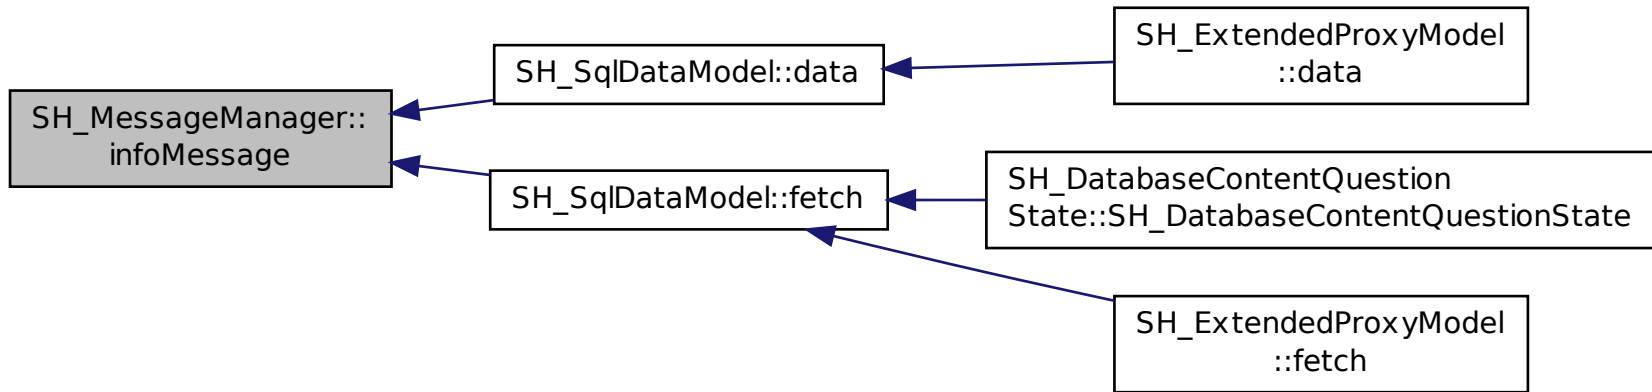 SH_MessageManager::
infoMessage
SH_SqlDataModel::data
SH_ExtendedProxyModel
::data
SH_SqlDataModel::fetch
SH_DatabaseContentQuestion
State::SH_DatabaseContentQuestionState
SH_ExtendedProxyModel
::fetch